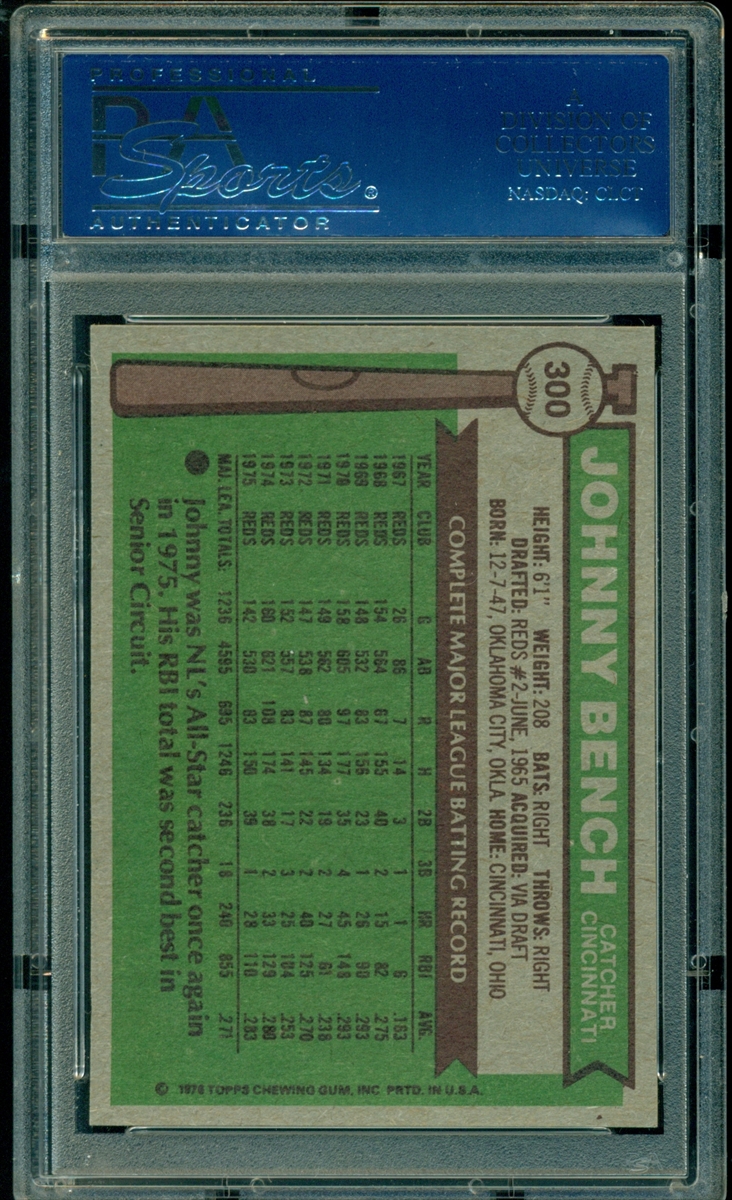 PROFESSIONAL
PSA
Sports®
AUTHENTICATOR
A
DIVISION OF
COLLECTORS
UNIVERSE
NASDAQ: CLCT
300
JOHNNY BENCH
CATCHER
CINCINNATI
HEIGHT: 6'1" WEIGHT: 208 BATS: RIGHT THROWS: RIGHT
DRAFTED: REDS #2-JUNE, 1965 ACQUIRED: VIA DRAFT
BORN: 12-7-47, OKLAHOMA CITY, OKLA. HOME: CINCINNATI, OHIO
COMPLETE MAJOR LEAGUE BATTING RECORD
YEAR CLUB G AB R H 2B 3B HR RBI AVG.
1967 REDS 26 86 7 14 3 1 1 6 .163
1968 REDS 154 564 67 155 40 2 15 82 .275
1969 REDS 148 532 83 156 23 1 26 90 .293
1970 REDS 158 605 97 177 35 4 45 148 .293
1971 REDS 149 562 80 134 19 2 27 61 .238
1972 REDS 147 538 87 145 22 2 40 125 .270
1973 REDS 152 557 83 141 17 3 25 104 .253
1974 REDS 160 621 108 174 38 2 33 129 .280
1975 REDS 142 530 83 150 39 1 28 110 .283
MAJ. LEA. TOTALS: 1236 4595 695 1246 236 18 240 855 .271
Johnny was NL's All-Star catcher once again
in 1975. His RBI total was second best in
Senior Circuit.
© 1976 TOPPS CHEWING GUM, INC. PRTD. IN U.S.A.